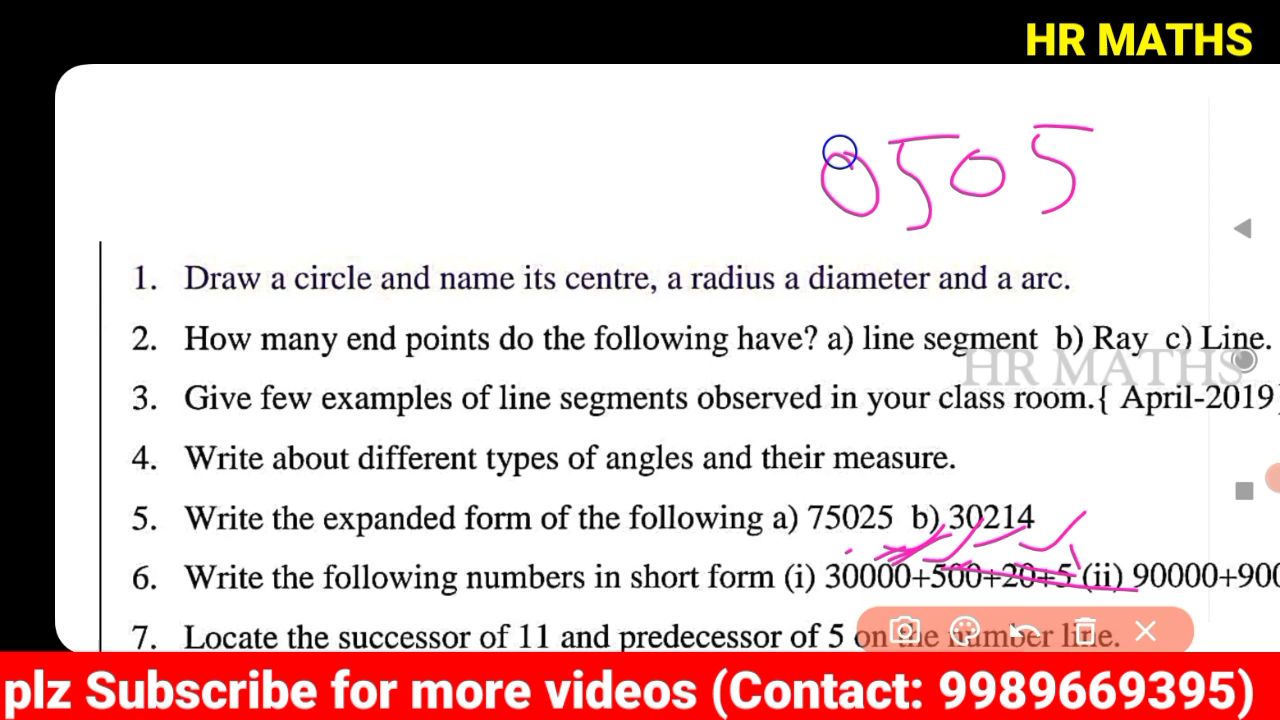 HR MATHS
0505
1. Draw a circle and name its centre, a radius a diameter and a arc.
2. How many end points do the following have? a) line segment b) Ray c) Line.
HR MATHS
3. Give few examples of line segments observed in your class room.{ April-2019}
4. Write about different types of angles and their measure.
5. Write the expanded form of the following a) 75025 b) 30214
6. Write the following numbers in short form (i) 30000+500+20+5 (ii) 90000+900
7. Locate the successor of 11 and predecessor of 5 on the number line.
plz Subscribe for more videos (Contact: 9989669395)